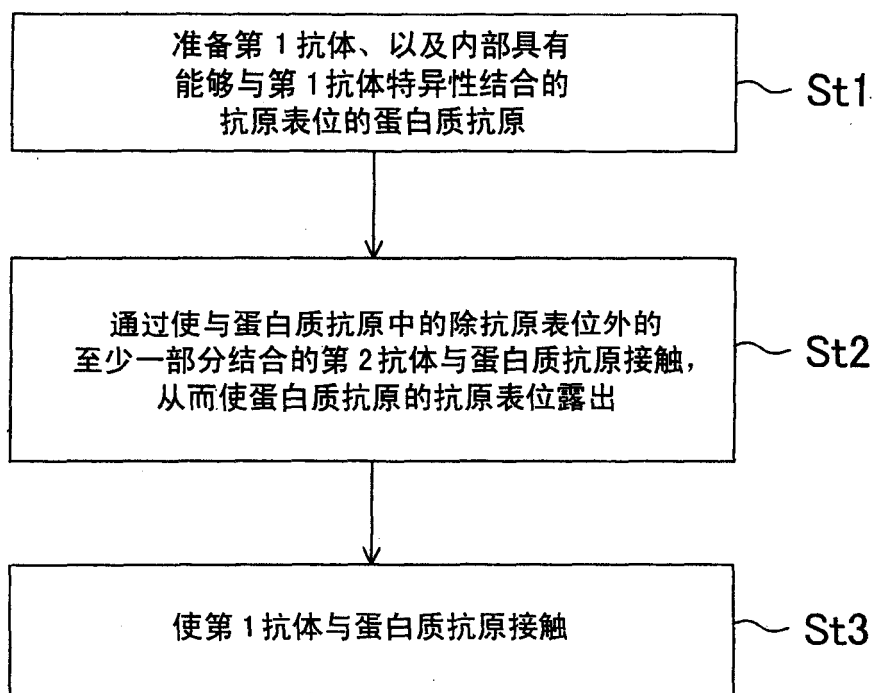 准备第1抗体、以及内部具有
能够与第1抗体特异性结合的
抗原表位的蛋白质抗原
St1
通过使与蛋白质抗原中的除抗原表位外的
至少一部分结合的第2抗体与蛋白质抗原接触，
从而使蛋白质抗原的抗原表位露出
St2
使第1抗体与蛋白质抗原接触
St3